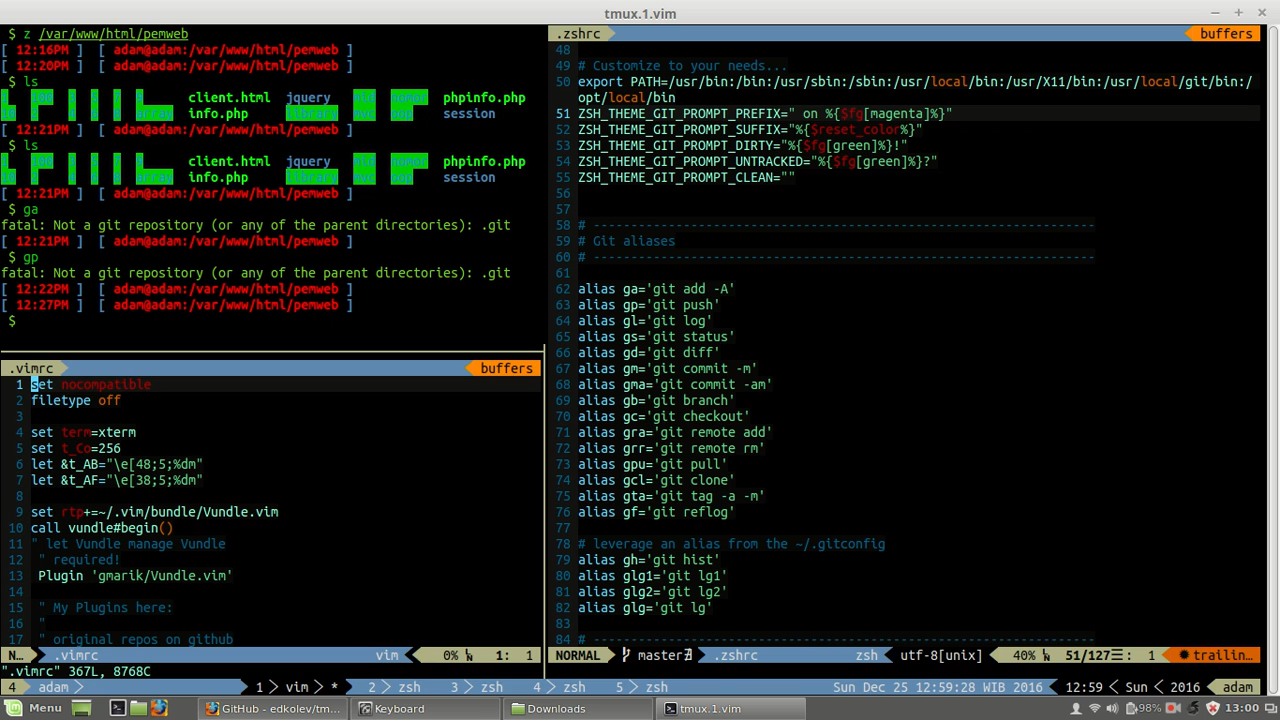 tmux.1.vim
$ z /var/www/html/pemweb
[ 12:16PM ]  [ adam@adam:/var/www/html/pemweb ]
[ 12:20PM ]  [ adam@adam:/var/www/html/pemweb ]
$ ls
client.html  jquery  phpinfo.php
array  info.php  library  mvc  session
[ 12:21PM ]  [ adam@adam:/var/www/html/pemweb ]
$ ls
client.html  jquery  phpinfo.php
array  info.php  library  mvc  session
[ 12:21PM ]  [ adam@adam:/var/www/html/pemweb ]
$ ga
fatal: Not a git repository (or any of the parent directories): .git
[ 12:21PM ]  [ adam@adam:/var/www/html/pemweb ]
$ gp
fatal: Not a git repository (or any of the parent directories): .git
[ 12:22PM ]  [ adam@adam:/var/www/html/pemweb ]
[ 12:27PM ]  [ adam@adam:/var/www/html/pemweb ]
$
.vimrc  buffers
1 set nocompatible
2 filetype off
3
4 set term=xterm
5 set t_Co=256
6 let &t_AB="\e[48;5;%dm"
7 let &t_AF="\e[38;5;%dm"
8
9 set rtp+=~/.vim/bundle/Vundle.vim
10 call vundle#begin()
11 " let Vundle manage Vundle
12  " required!
13  Plugin 'gmarik/Vundle.vim'
14
15  " My Plugins here:
16  "
17  " original repos on github
N…  .vimrc  vim  0%  1:  1
".vimrc" 367L, 8768C
.zshrc  buffers
48
49 # Customize to your needs...
50 export PATH=/usr/bin:/bin:/usr/sbin:/sbin:/usr/local/bin:/usr/X11/bin:/usr/local/git/bin:/
opt/local/bin
51 ZSH_THEME_GIT_PROMPT_PREFIX=" on %{$fg[magenta]%}"
52 ZSH_THEME_GIT_PROMPT_SUFFIX="%{$reset_color%}"
53 ZSH_THEME_GIT_PROMPT_DIRTY="%{$fg[green]%}!"
54 ZSH_THEME_GIT_PROMPT_UNTRACKED="%{$fg[green]%}?"
55 ZSH_THEME_GIT_PROMPT_CLEAN=""
56
57
58 # -------------------------------------------------------------------
59 # Git aliases
60 # -------------------------------------------------------------------
61
62 alias ga='git add -A'
63 alias gp='git push'
64 alias gl='git log'
65 alias gs='git status'
66 alias gd='git diff'
67 alias gm='git commit -m'
68 alias gma='git commit -am'
69 alias gb='git branch'
70 alias gc='git checkout'
71 alias gra='git remote add'
72 alias grr='git remote rm'
73 alias gpu='git pull'
74 alias gcl='git clone'
75 alias gta='git tag -a -m'
76 alias gf='git reflog'
77
78 # leverage an alias from the ~/.gitconfig
79 alias gh='git hist'
80 alias glg1='git lg1'
81 alias glg2='git lg2'
82 alias glg='git lg'
83
84 # -------------------------------------------------------------------
NORMAL  master∄  .zshrc  zsh  utf-8[unix]  40%  51/127☰:  1  ✹ trailin…
4  adam  1  vim  *  2  zsh  3  zsh  4  zsh  5  zsh  Sun Dec 25 12:59:28 WIB 2016  12:59  Sun  2016  adam
Menu  GitHub - edkolev/tm...  Keyboard  Downloads  tmux.1.vim  98%  13:00